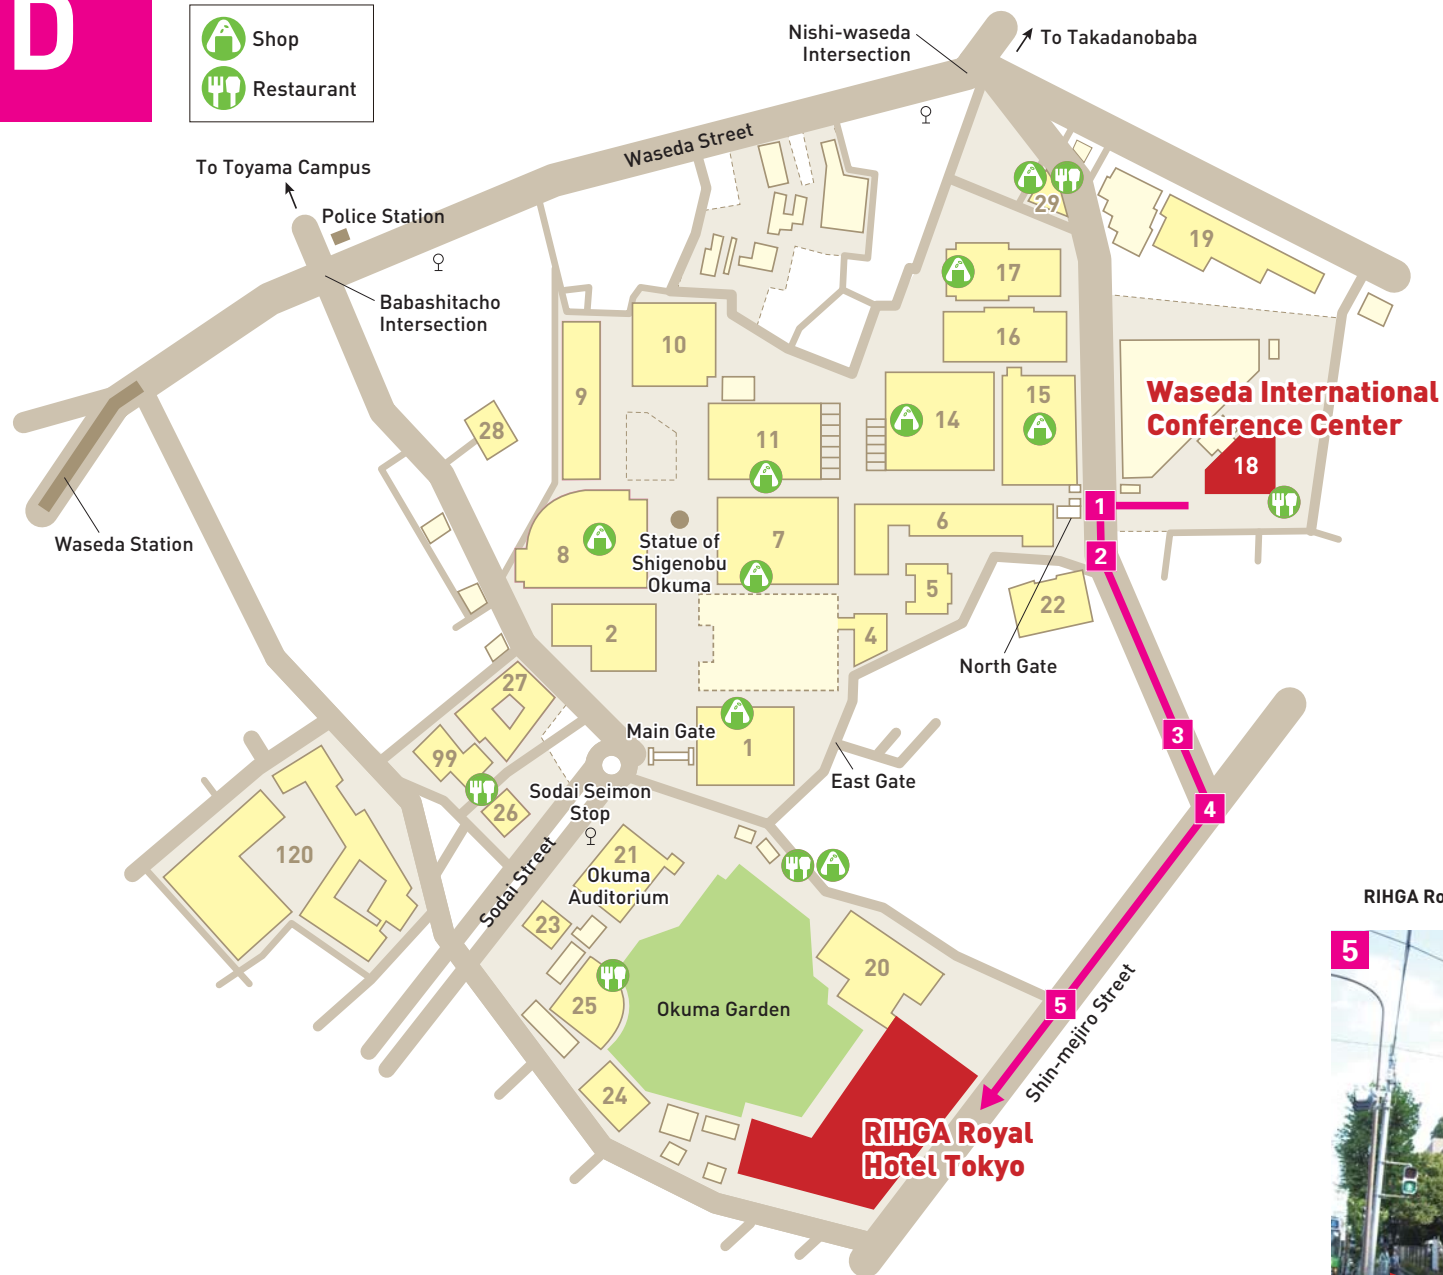 D
Shop
Restaurant
Nishi-waseda
Intersection
To Takadanobaba
Waseda Street
To Toyama Campus
Police Station
Babashitacho
Intersection
29
19
17
16
10
9
15
14
11
28
Waseda International
Conference Center
18
1
Waseda Station
8
Statue of
Shigenobu
Okuma
7
6
2
5
22
2
4
North Gate
27
Main Gate
1
3
99
East Gate
4
26
Sodai Seimon
Stop
120
21
Okuma
Auditorium
Sodai Street
23
20
25
Okuma Garden
5
Shin-mejiro Street
24
RIHGA Royal
Hotel Tokyo
RIHGA Ro
5